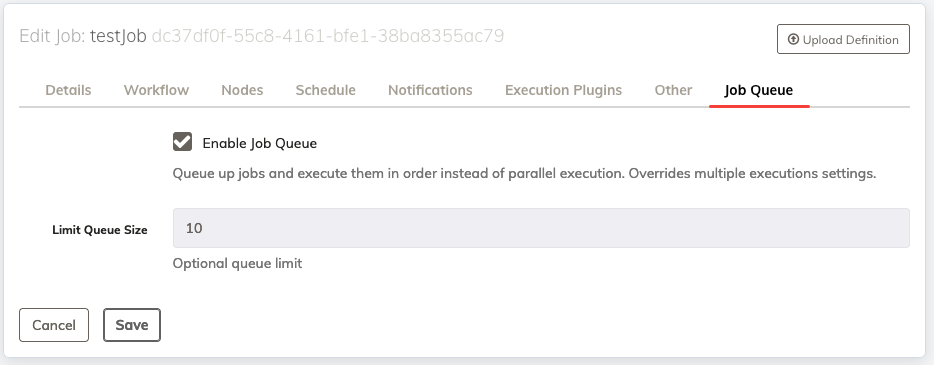 Edit Job: testJob dc37df0f-55c8-4161-bfe1-38ba8355ac79
Upload Definition
Details Workflow Nodes Schedule Notifications Execution Plugins Other Job Queue
Enable Job Queue
Queue up jobs and execute them in order instead of parallel execution. Overrides multiple executions settings.
Limit Queue Size 10
Optional queue limit
Cancel Save